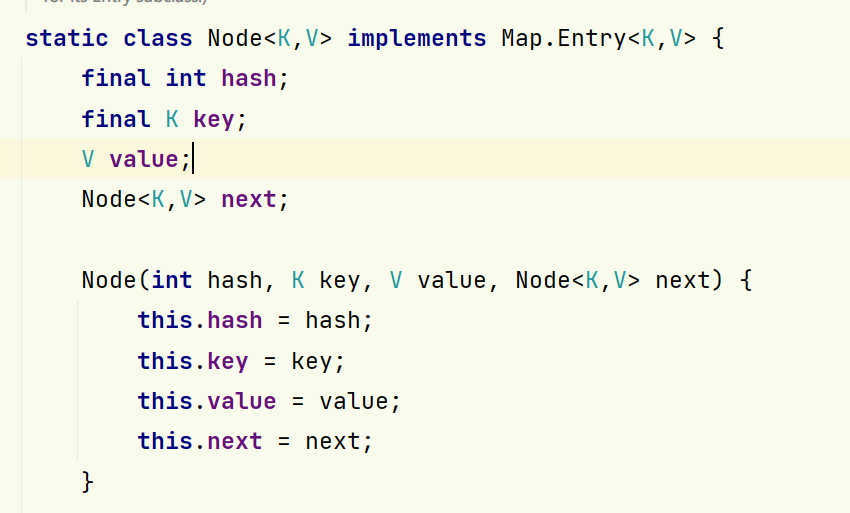 for its Entry subclass.)
static class Node<K,V> implements Map.Entry<K,V> {
    final int hash;
    final K key;
    V value;
    Node<K,V> next;

    Node(int hash, K key, V value, Node<K,V> next) {
        this.hash = hash;
        this.key = key;
        this.value = value;
        this.next = next;
    }